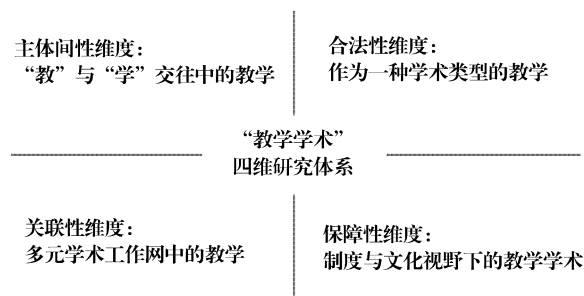 主体间性维度：
“教”与“学”交往中的教学
合法性维度：
作为一种学术类型的教学
“教学学术”
四维研究体系
关联性维度：
多元学术工作网中的教学
保障性维度：
制度与文化视野下的教学学术